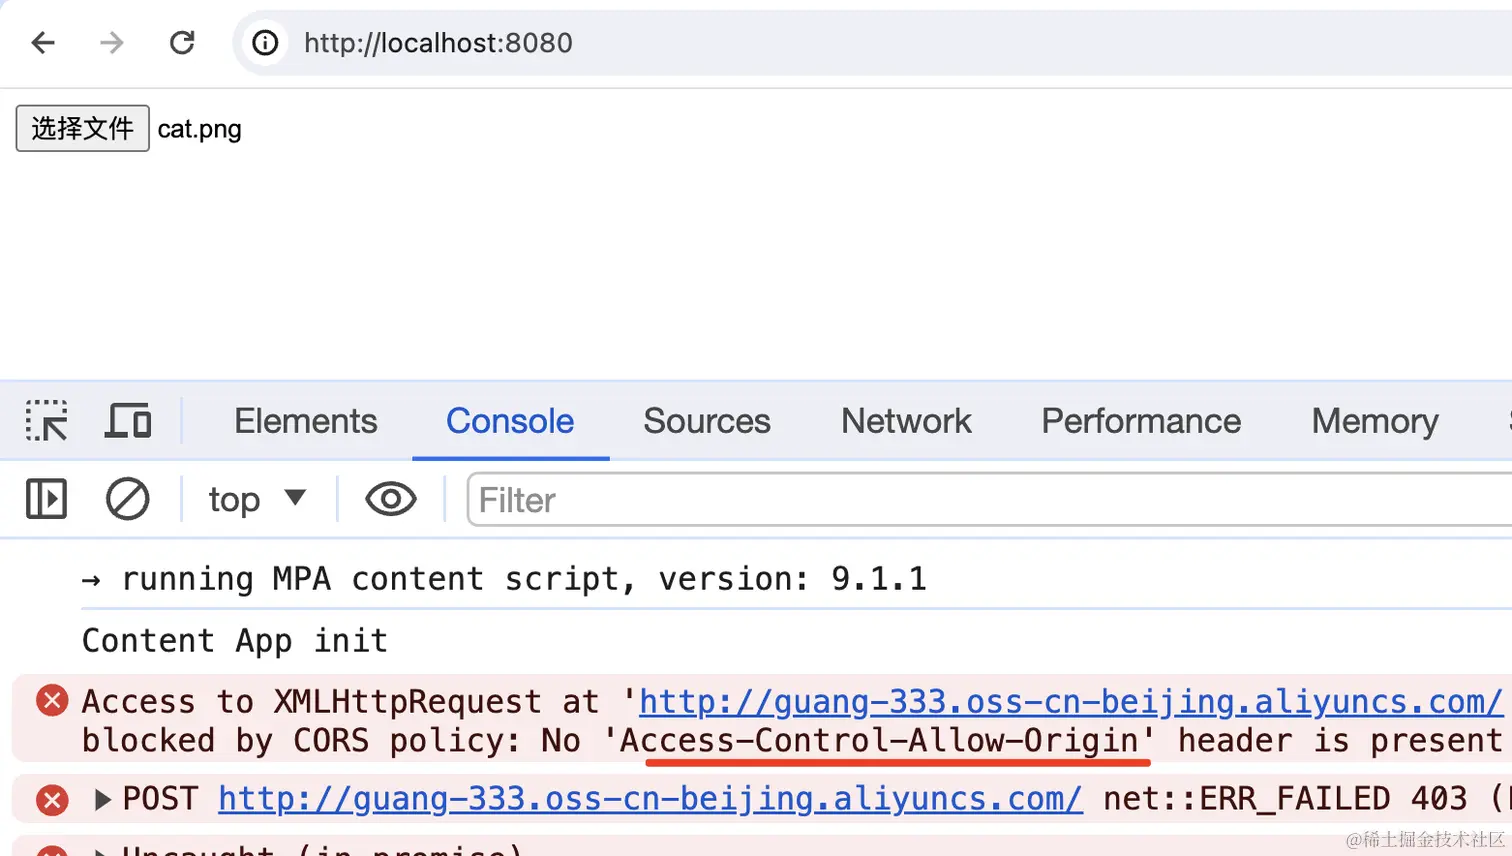 http://localhost:8080
选择文件 cat.png
Elements Console Sources Network Performance Memory
top Filter
→ running MPA content script, version: 9.1.1
Content App init
Access to XMLHttpRequest at 'http://guang-333.oss-cn-beijing.aliyuncs.com/
blocked by CORS policy: No 'Access-Control-Allow-Origin' header is present
POST http://guang-333.oss-cn-beijing.aliyuncs.com/ net::ERR_FAILED 403 (
Uncaught (in promise)
@稀土掘金技术社区